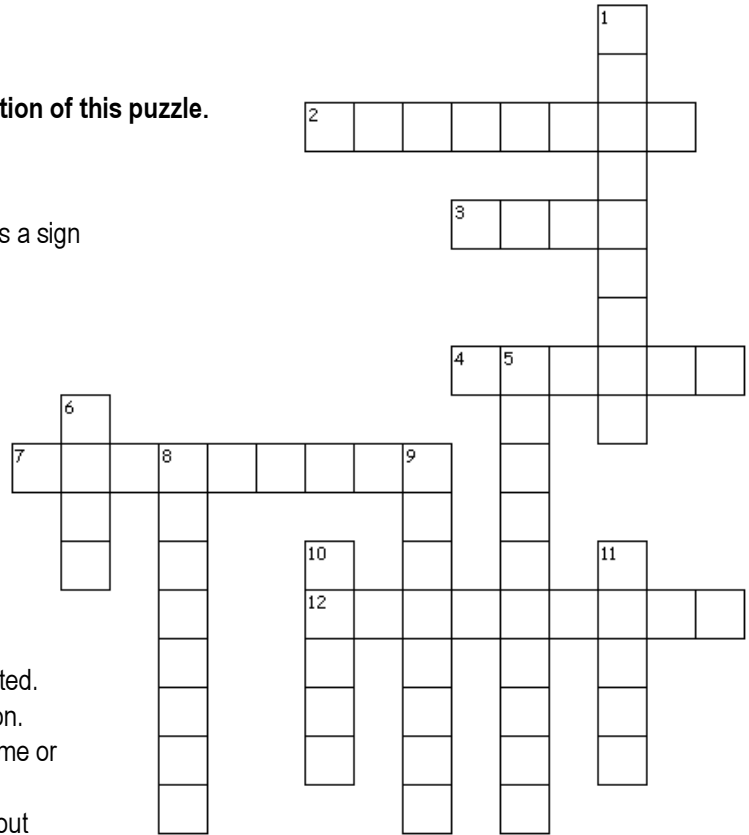 1
tion of this puzzle.
2
s a sign
3
4 5
6
7 8 9
10 11
12
ted.
on.
me or
out